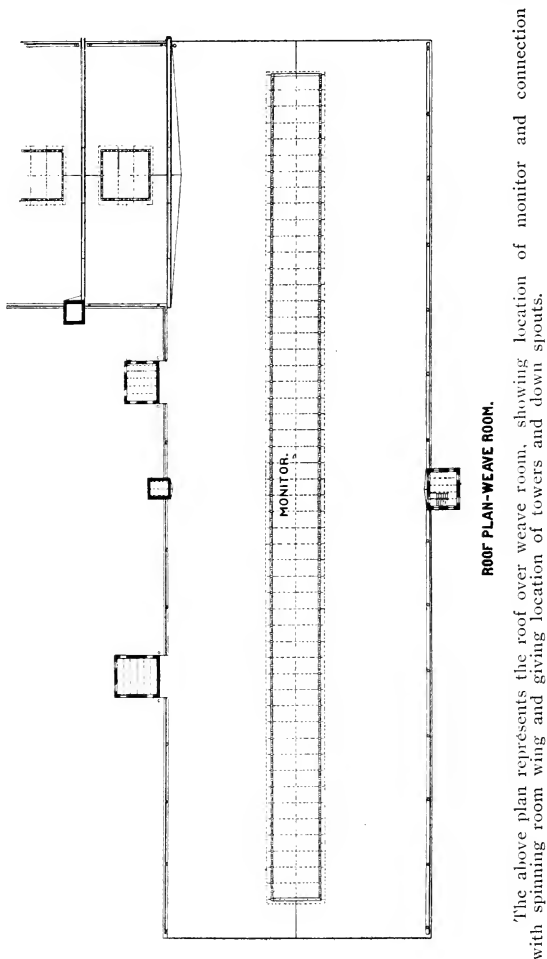 MONITOR.
ROOF PLAN-WEAVE ROOM.
The above plan represents the roof over weave room, showing location of monitor and connection
with spinning room wing and giving location of towers and down spouts.